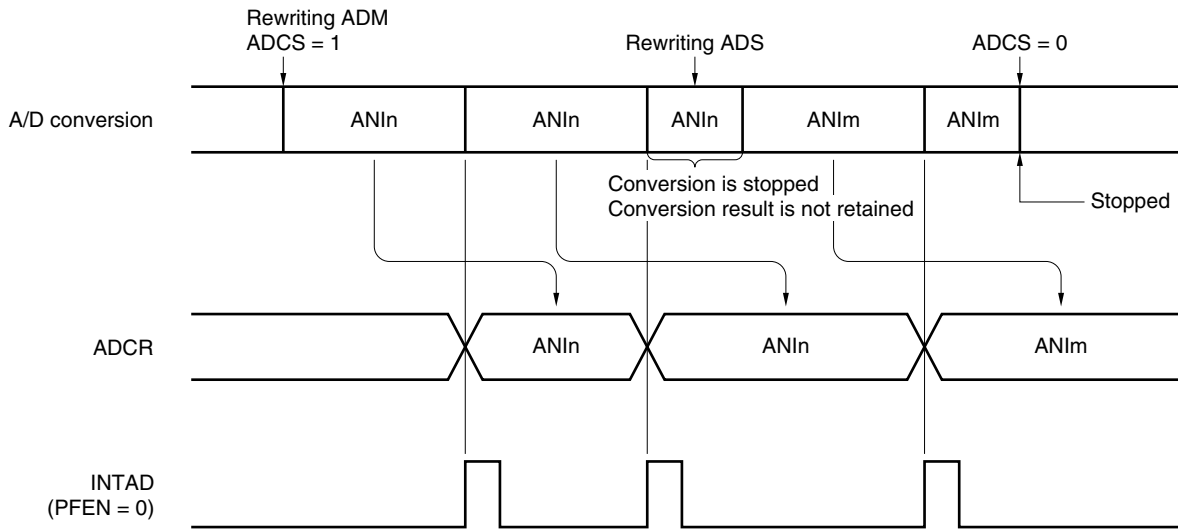 Rewriting ADM
ADCS = 1
Rewriting ADS
ADCS = 0
A/D conversion
ANIn
ANIn
ANIn
ANIm
ANIm
Conversion is stopped
Conversion result is not retained
Stopped
ADCR
ANIn
ANIn
ANIm
INTAD
(PFEN = 0)